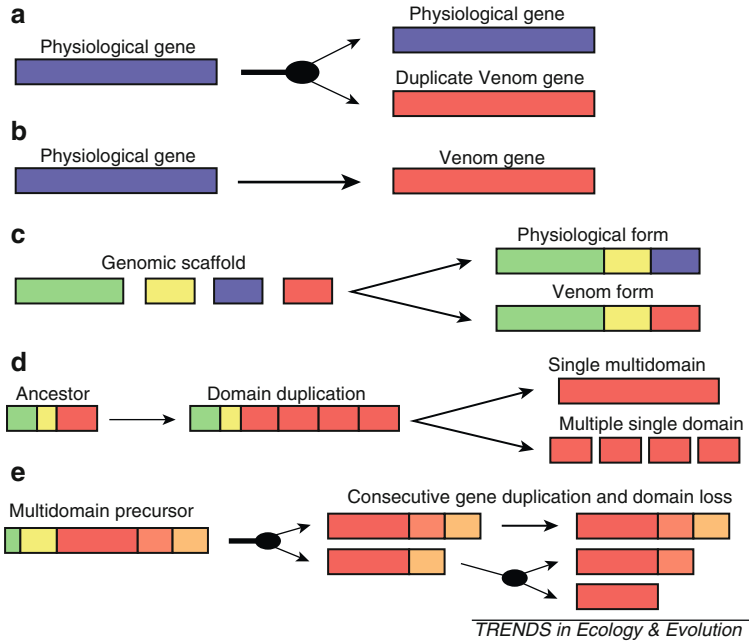 a
Physiological gene
Physiological gene
Duplicate Venom gene
b
Physiological gene
Venom gene
c
Genomic scaffold
Physiological form
Venom form
d
Ancestor
Domain duplication
Single multidomain
Multiple single domain
e
Multidomain precursor
Consecutive gene duplication and domain loss
TRENDS in Ecology & Evolution